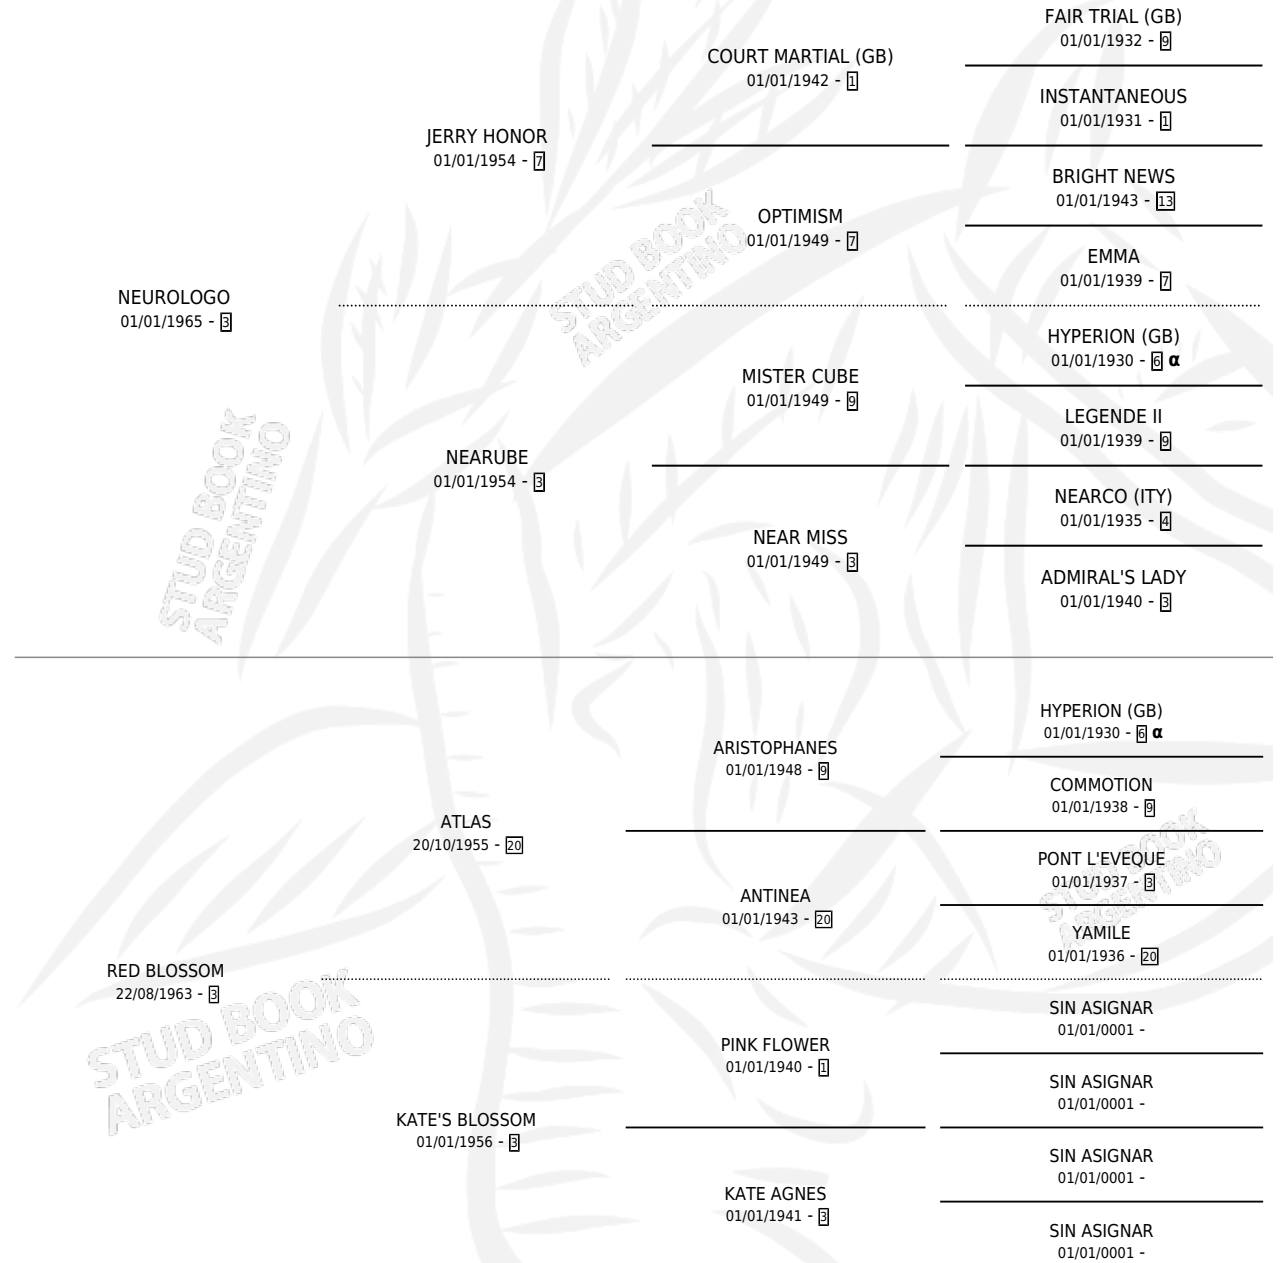 FAIR TRIAL (GB)
01/01/1932 - 9
COURT MARTIAL (GB)
01/01/1942 - 1
INSTANTANEOUS
01/01/1931 - 1
JERRY HONOR
01/01/1954 - 7
BRIGHT NEWS
01/01/1943 - 13
OPTIMISM
01/01/1949 - 7
EMMA
01/01/1939 - 7
NEUROLOGO
01/01/1965 - 3
HYPERION (GB)
01/01/1930 - 6 α
MISTER CUBE
01/01/1949 - 9
LEGENDE II
01/01/1939 - 9
NEARUBE
01/01/1954 - 3
NEARCO (ITY)
01/01/1935 - 4
NEAR MISS
01/01/1949 - 3
ADMIRAL'S LADY
01/01/1940 - 3
HYPERION (GB)
01/01/1930 - 6 α
ARISTOPHANES
01/01/1948 - 9
COMMOTION
01/01/1938 - 9
ATLAS
20/10/1955 - 20
PONT L'EVEQUE
01/01/1937 - 3
ANTINEA
01/01/1943 - 20
YAMILE
01/01/1936 - 20
RED BLOSSOM
22/08/1963 - 3
SIN ASIGNAR
01/01/0001 -
PINK FLOWER
01/01/1940 - 1
SIN ASIGNAR
01/01/0001 -
KATE'S BLOSSOM
01/01/1956 - 3
SIN ASIGNAR
01/01/0001 -
KATE AGNES
01/01/1941 - 3
SIN ASIGNAR
01/01/0001 -
STUD BOOK
ARGENTINO
STUD BOOK
ARGENTINO
STUD BOOK
ARGENTINO
STUD BOOK
ARGENTINO